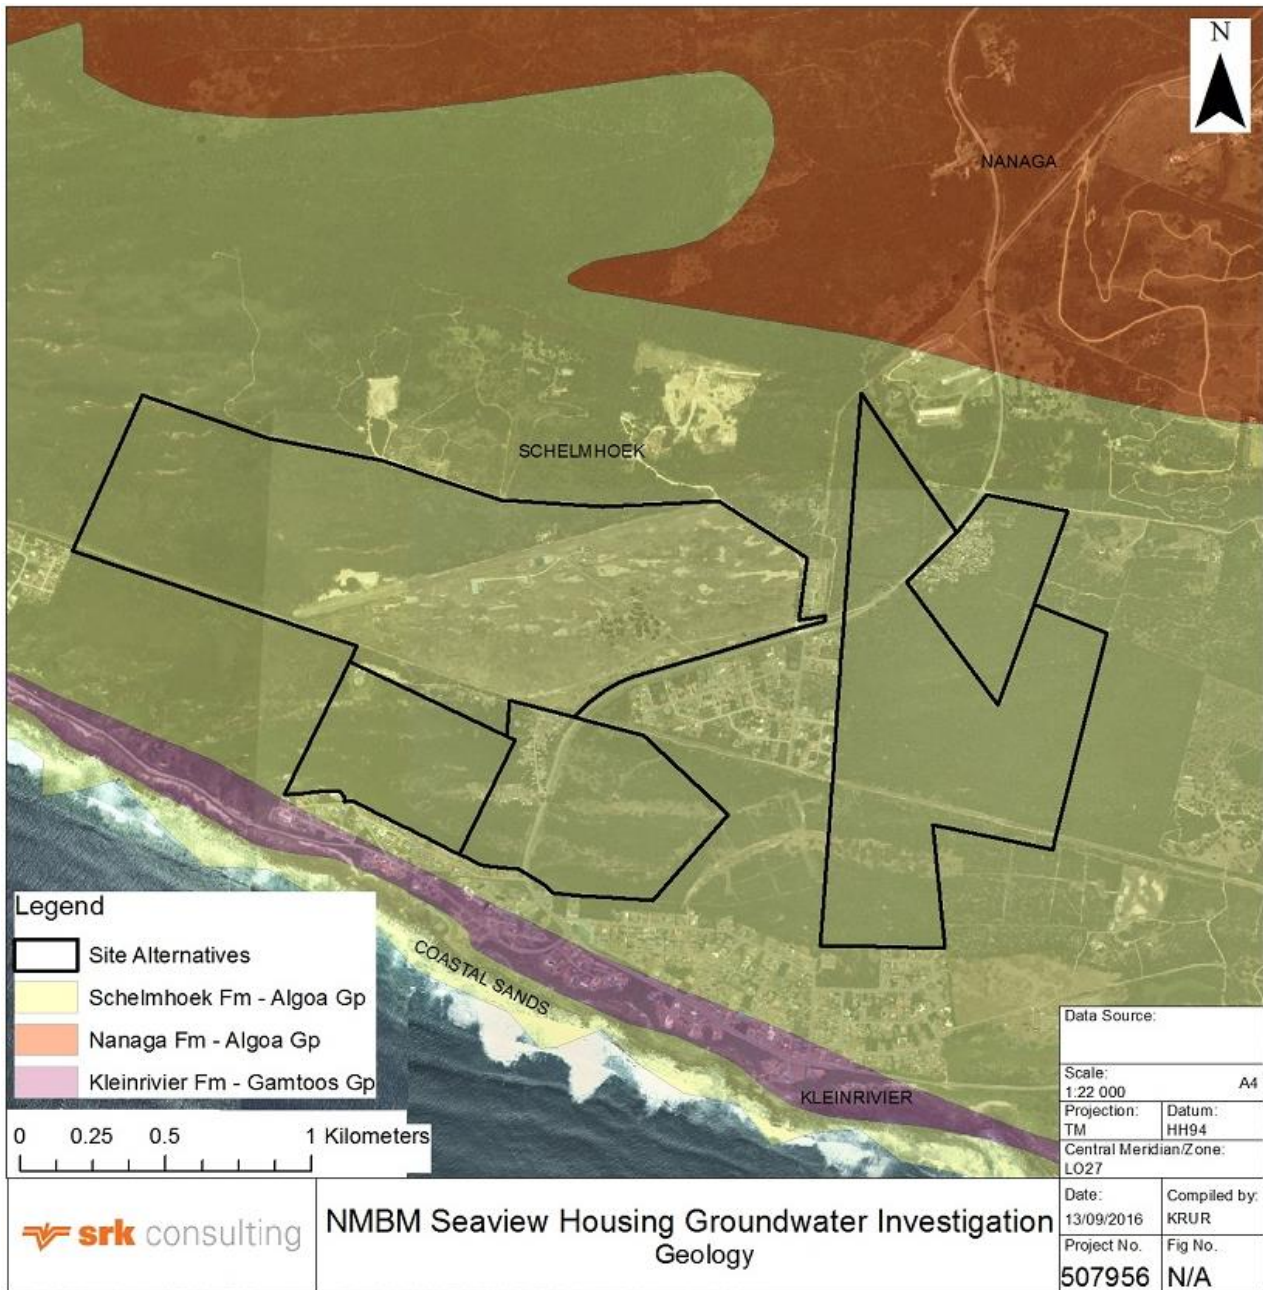 N
NANAGA
SCHELMHOEK
COASTAL SANDS
KLEINRIVIER
Legend
Site Alternatives
Schelmhoek Fm - Algoa Gp
Nanaga Fm - Algoa Gp
Kleinrivier Fm - Gamtoos Gp
0 0.25 0.5 1 Kilometers
Data Source:
Scale:
1:22 000 A4
Projection: Datum:
TM HH94
Central Meridian/Zone:
LO27
Date: Compiled by:
13/09/2016 KRUR
Project No. Fig No.
507956 N/A
srk consulting
NMBM Seaview Housing Groundwater Investigation
Geology